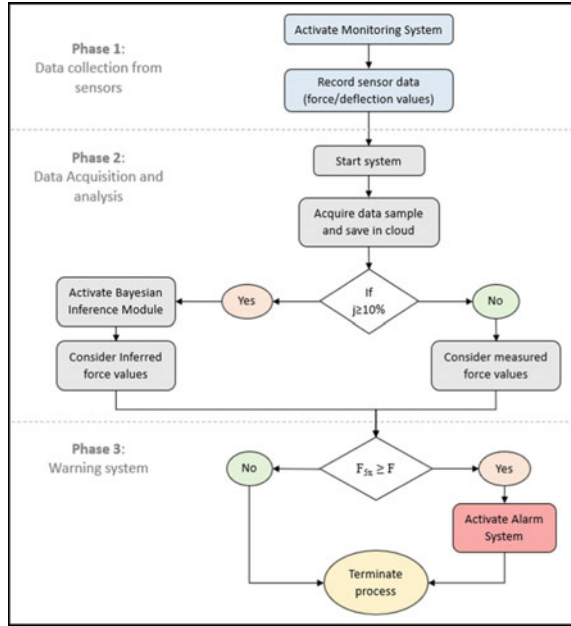 Phase 1:
Data collection from
sensors
Activate Monitoring System
Record sensor data
(force/deflection values)
Phase 2:
Data Acquisition and
analysis
Start system
Acquire data sample
and save in cloud
If
j≥10%
Yes
No
Activate Bayesian
Inference Module
Consider Inferred
force values
Consider measured
force values
Phase 3:
Warning system
No
≥ F
Yes
Activate Alarm
System
Terminate
process